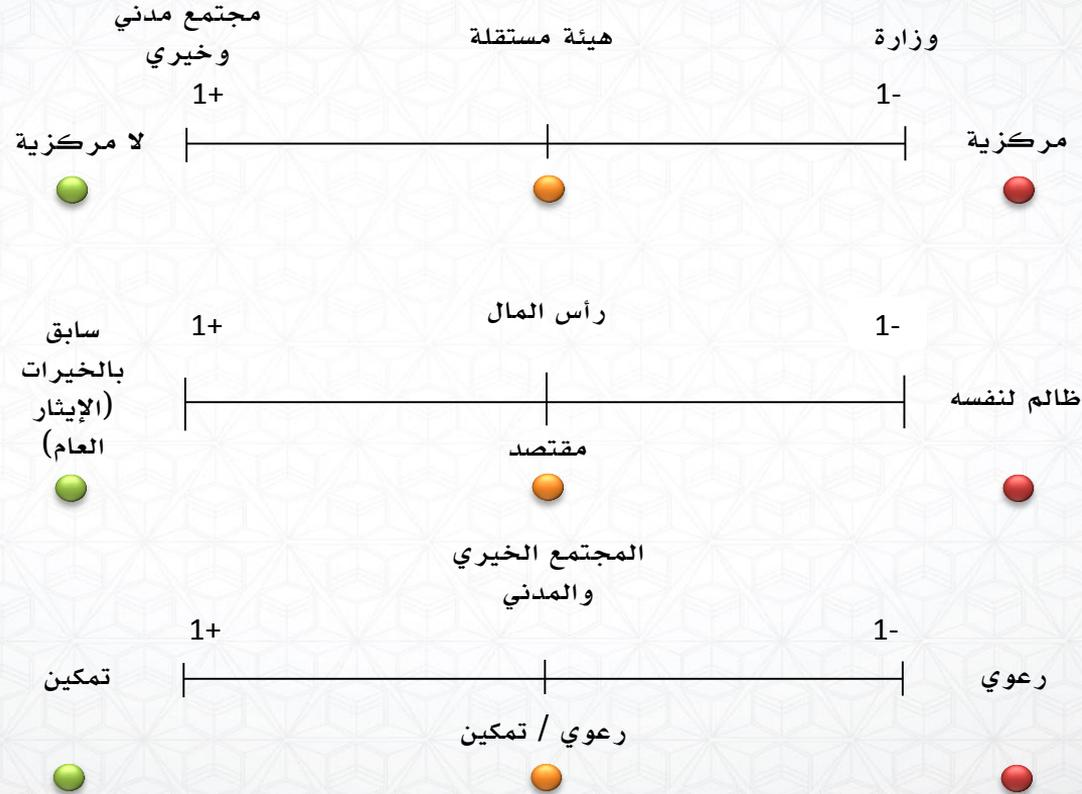 وزارة
هيئة مستقلة
مجتمع مدني
وخيري
1-
1+
مركزية
لا مركزية
رأس المال
1-
1+
ظالم لنفسه
سابق
بالخيرات
(الإيثار
العام)
مقتصد
المجتمع الخيري
والمدني
1-
1+
رعوي
تمكين
رعوي / تمكين